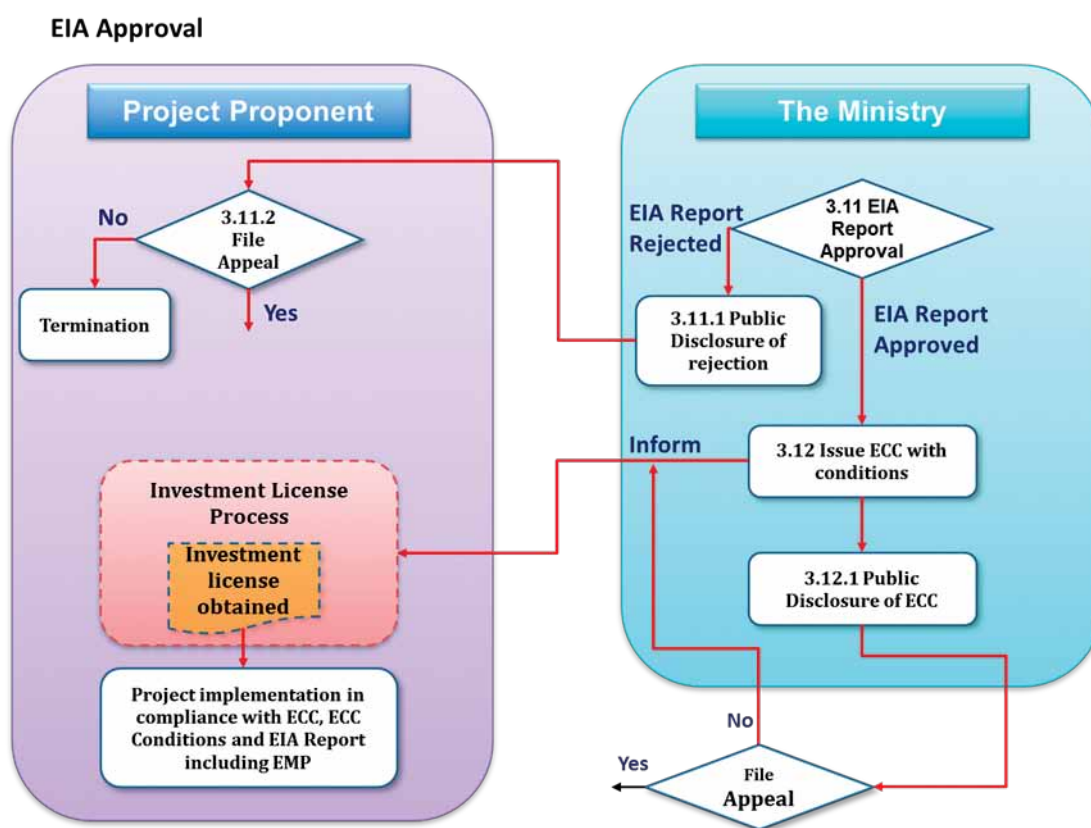 EIA Approval
Project Proponent
No
3.11.2
File
Appeal
Yes
Termination
Investment License
Process
Investment
license
obtained
Project implementation in
compliance with ECC, ECC
Conditions and EIA Report
including EMP
The Ministry
EIA Report
Rejected
3.11 EIA
Report
Approval
3.11.1 Public
Disclosure of
rejection
EIA Report
Approved
Inform
3.12 Issue ECC with
conditions
3.12.1 Public
Disclosure of ECC
No
Yes
File
Appeal